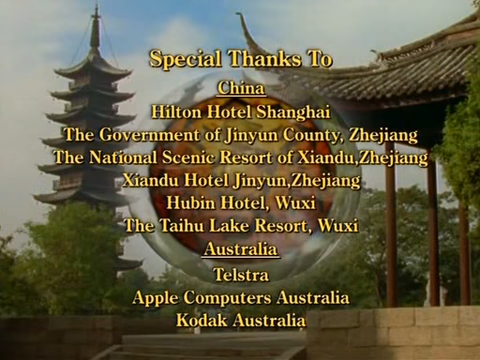 Special Thanks To
China
Hilton Hotel Shanghai
The Government of Jinyun County, Zhejiang
The National Scenic Resort of Xiandu,Zhejiang
Xiandu Hotel Jinyun,Zhejiang
Hubin Hotel, Wuxi
The Taihu Lake Resort, Wuxi
Australia
Telstra
Apple Computers Australia
Kodak Australia